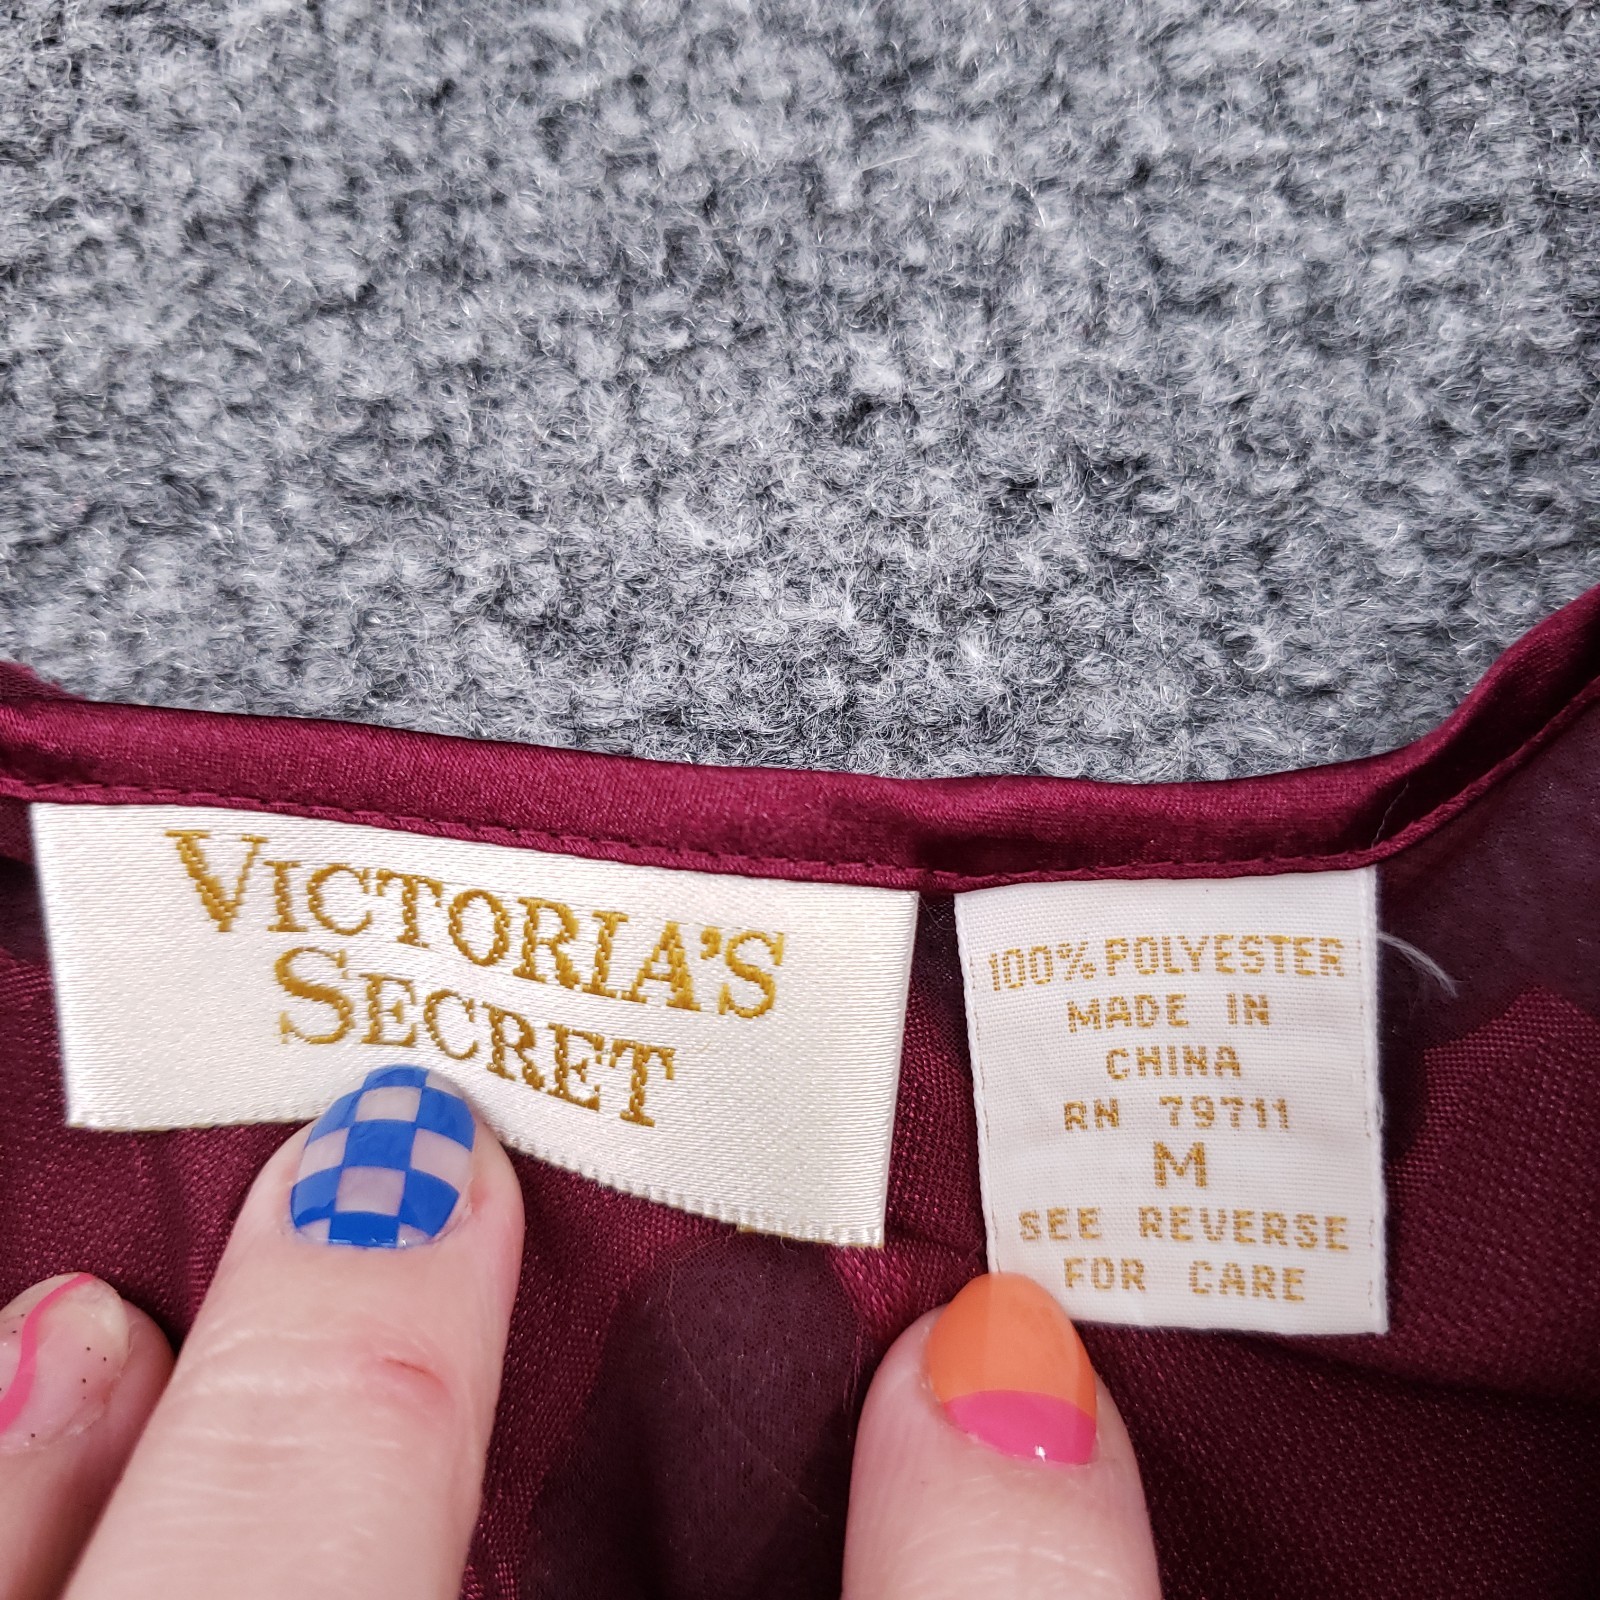 VICTORIA'S
SECRET
100% POLYESTER
MADE IN
CHINA
RN 79711
M
SEE REVERSE
FOR CARE